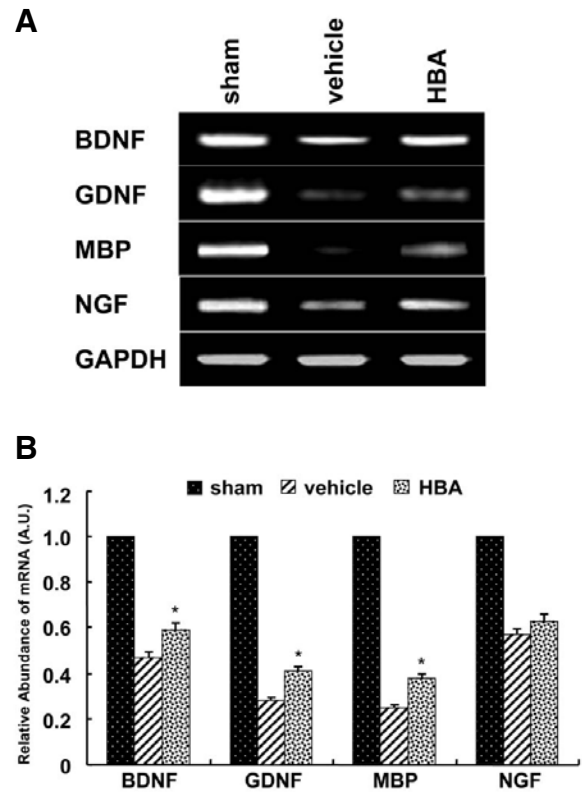 A
sham vehicle HBA
BDNF
GDNF
MBP
NGF
GAPDH
B
sham vehicle HBA
Relative Abundance of mRNA (A.U.)
1.2
1.0
0.8
0.6
0.4
0.2
0
*
*
*
BDNF GDNF MBP NGF